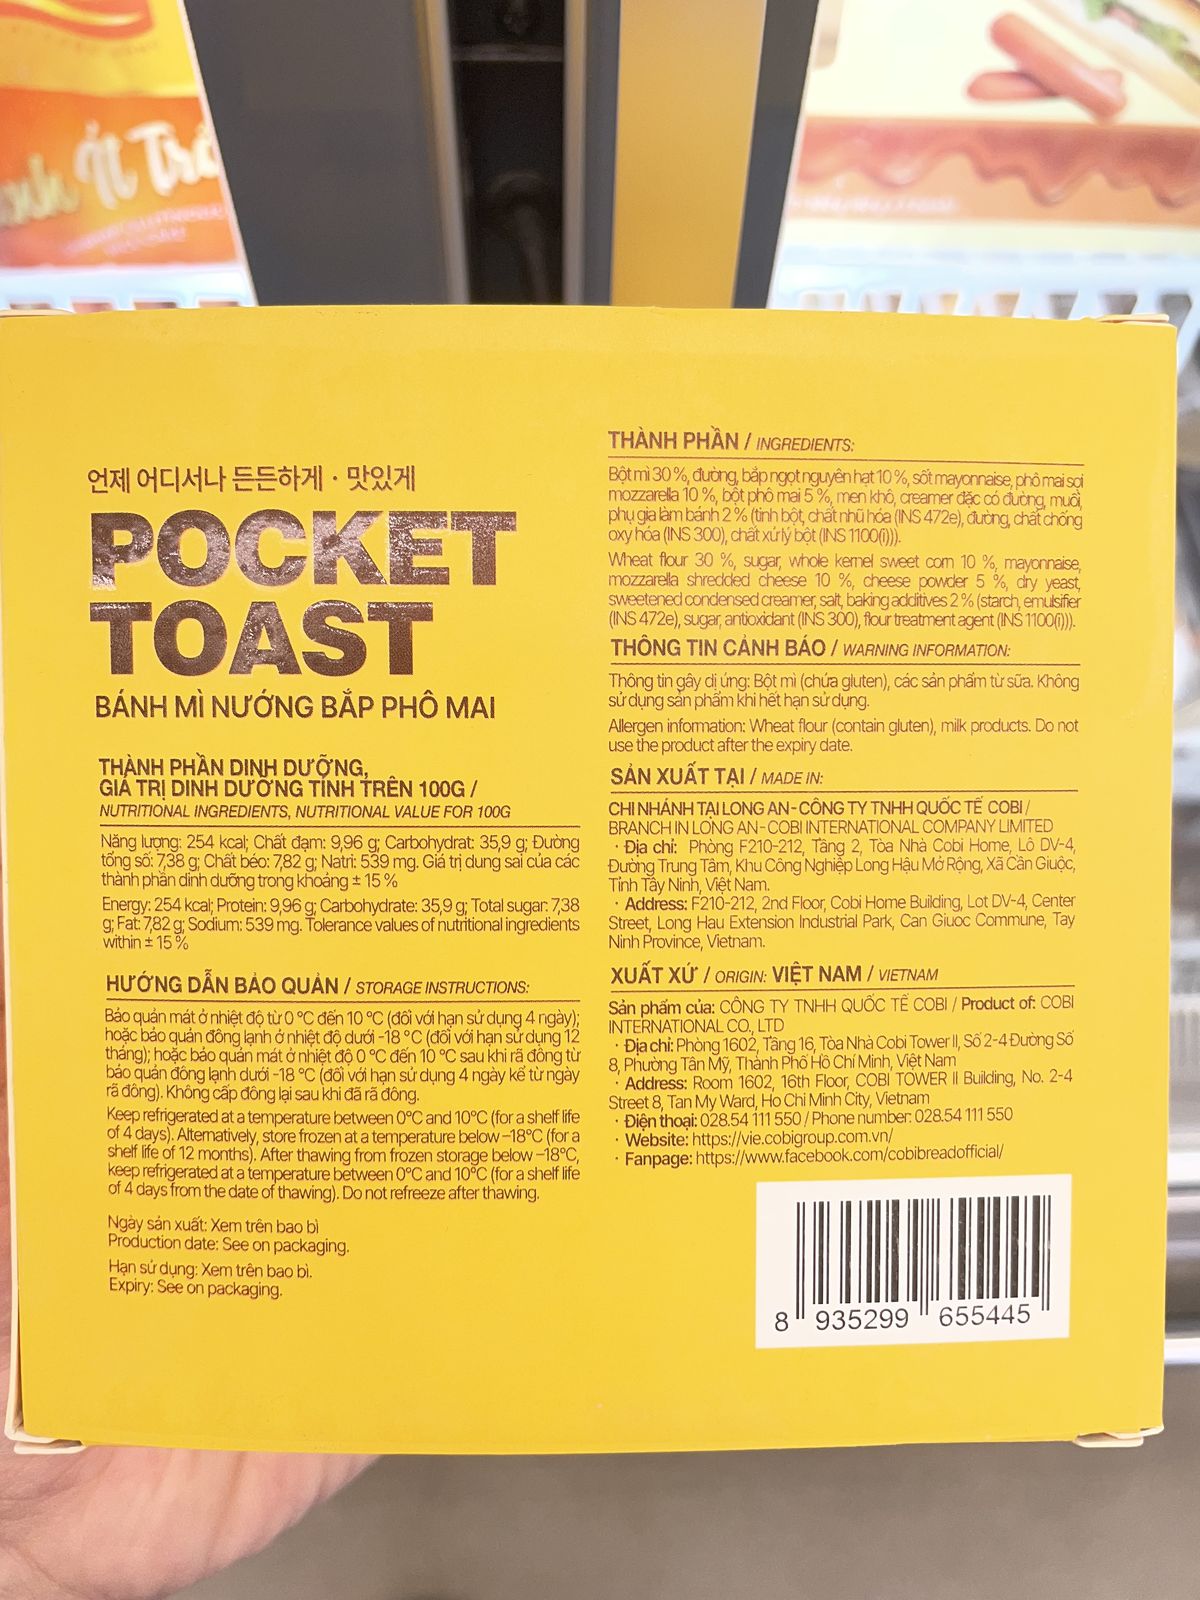 Ít Trá
언제 어디서나 든든하게 · 맛있게
POCKET
TOAST
BÁNH MÌ NƯỚNG BẮP PHÔ MAI
THÀNH PHẦN DINH DƯỠNG,
GIÁ TRỊ DINH DƯỠNG TÍNH TRÊN 100G /
NUTRITIONAL INGREDIENTS, NUTRITIONAL VALUE FOR 100G
Năng lượng: 254 kcal; Chất đạm: 9,96 g; Carbohydrat: 35,9 g; Đường
tổng số: 7,38 g; Chất béo: 7,82 g; Natri: 539 mg. Giá trị dung sai của các
thành phần dinh dưỡng trong khoảng ± 15 %
Energy: 254 kcal; Protein: 9,96 g; Carbohydrate: 35,9 g; Total sugar: 7,38
g; Fat: 7,82 g; Sodium: 539 mg. Tolerance values of nutritional ingredients
within ± 15 %
HƯỚNG DẪN BẢO QUẢN / STORAGE INSTRUCTIONS:
Bảo quản mát ở nhiệt độ từ 0 °C đến 10 °C (đối với hạn sử dụng 4 ngày);
hoặc bảo quản đông lạnh ở nhiệt độ dưới -18 °C (đối với hạn sử dụng 12
tháng); hoặc bảo quản mát ở nhiệt độ 0 °C đến 10 °C sau khi rã đông từ
bảo quản đông lạnh dưới -18 °C (đối với hạn sử dụng 4 ngày kể từ ngày
rã đông). Không cấp đông lại sau khi đã rã đông.
Keep refrigerated at a temperature between 0°C and 10°C (for a shelf life
of 4 days). Alternatively, store frozen at a temperature below –18°C (for a
shelf life of 12 months). After thawing from frozen storage below –18°C,
keep refrigerated at a temperature between 0°C and 10°C (for a shelf life
of 4 days from the date of thawing). Do not refreeze after thawing.
Ngày sản xuất: Xem trên bao bì
Production date: See on packaging.
Hạn sử dụng: Xem trên bao bì.
Expiry: See on packaging.
THÀNH PHẦN / INGREDIENTS:
Bột mì 30 %, đường, bắp ngọt nguyên hạt 10 %, sốt mayonnaise, phô mai sợi
mozzarella 10 %, bột phô mai 5 %, men khô, creamer đặc có đường, muối,
phụ gia làm bánh 2 % (tinh bột, chất nhũ hóa (INS 472e), đường, chất chống
oxy hóa (INS 300), chất xử lý bột (INS 1100(i))).
Wheat flour 30 %, sugar, whole kernel sweet corn 10 %, mayonnaise,
mozzarella shredded cheese 10 %, cheese powder 5 %, dry yeast,
sweetened condensed creamer, salt, baking additives 2 % (starch, emulsifier
(INS 472e), sugar, antioxidant (INS 300), flour treatment agent (INS 1100(i))).
THÔNG TIN CẢNH BÁO / WARNING INFORMATION:
Thông tin gây dị ứng: Bột mì (chứa gluten), các sản phẩm từ sữa. Không
sử dụng sản phẩm khi hết hạn sử dụng.
Allergen information: Wheat flour (contain gluten), milk products. Do not
use the product after the expiry date.
SẢN XUẤT TẠI / MADE IN:
CHI NHÁNH TẠI LONG AN - CÔNG TY TNHH QUỐC TẾ COBI /
BRANCH IN LONG AN - COBI INTERNATIONAL COMPANY LIMITED
· Địa chỉ: Phòng F210-212, Tầng 2, Tòa Nhà Cobi Home, Lô DV-4,
Đường Trung Tâm, Khu Công Nghiệp Long Hậu Mở Rộng, Xã Cần Giuộc,
Tỉnh Tây Ninh, Việt Nam.
· Address: F210-212, 2nd Floor, Cobi Home Building, Lot DV-4, Center
Street, Long Hau Extension Industrial Park, Can Giuoc Commune, Tay
Ninh Province, Vietnam.
XUẤT XỨ / ORIGIN: VIỆT NAM / VIETNAM
Sản phẩm của: CÔNG TY TNHH QUỐC TẾ COBI / Product of: COBI
INTERNATIONAL CO., LTD
· Địa chỉ: Phòng 1602, Tầng 16, Tòa Nhà Cobi Tower II, Số 2-4 Đường Số
8, Phường Tân Mỹ, Thành Phố Hồ Chí Minh, Việt Nam
· Address: Room 1602, 16th Floor, COBI TOWER II Building, No. 2-4
Street 8, Tan My Ward, Ho Chi Minh City, Vietnam
· Điện thoại: 028.54 111 550 / Phone number: 028.54 111 550
· Website: https://vie.cobigroup.com.vn/
· Fanpage: https://www.facebook.com/cobibreadofficial/
8 935299 655445